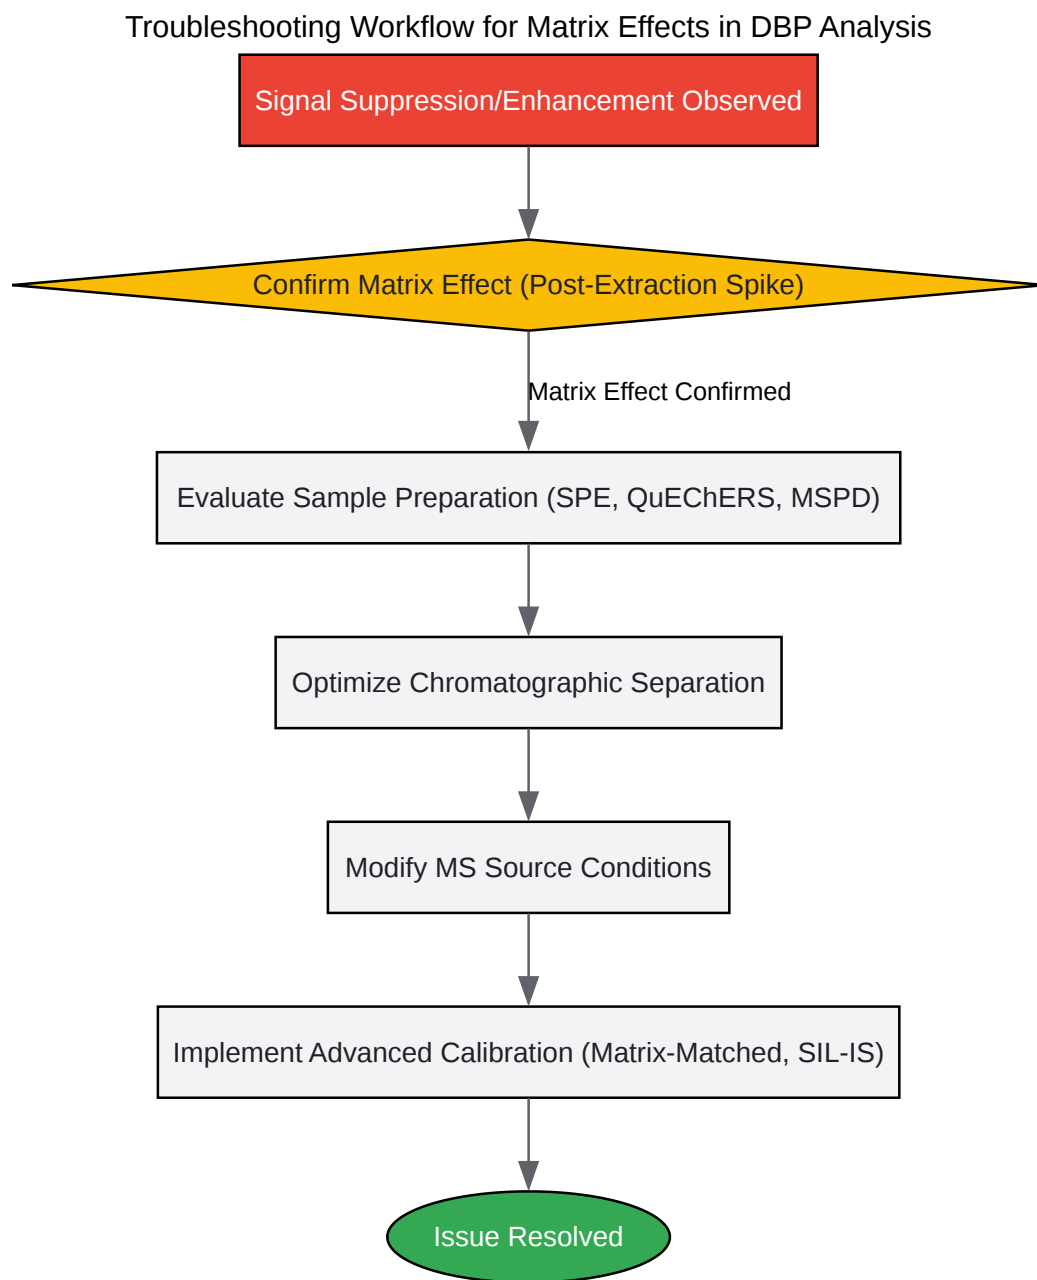 Troubleshooting Workflow for Matrix Effects in DBP Analysis
Signal Suppression/Enhancement Observed
Confirm Matrix Effect (Post-Extraction Spike)
Matrix Effect Confirmed
Evaluate Sample Preparation (SPE, QuEChERS, MSPD)
Optimize Chromatographic Separation
Modify MS Source Conditions
Implement Advanced Calibration (Matrix-Matched, SIL-IS)
Issue Resolved